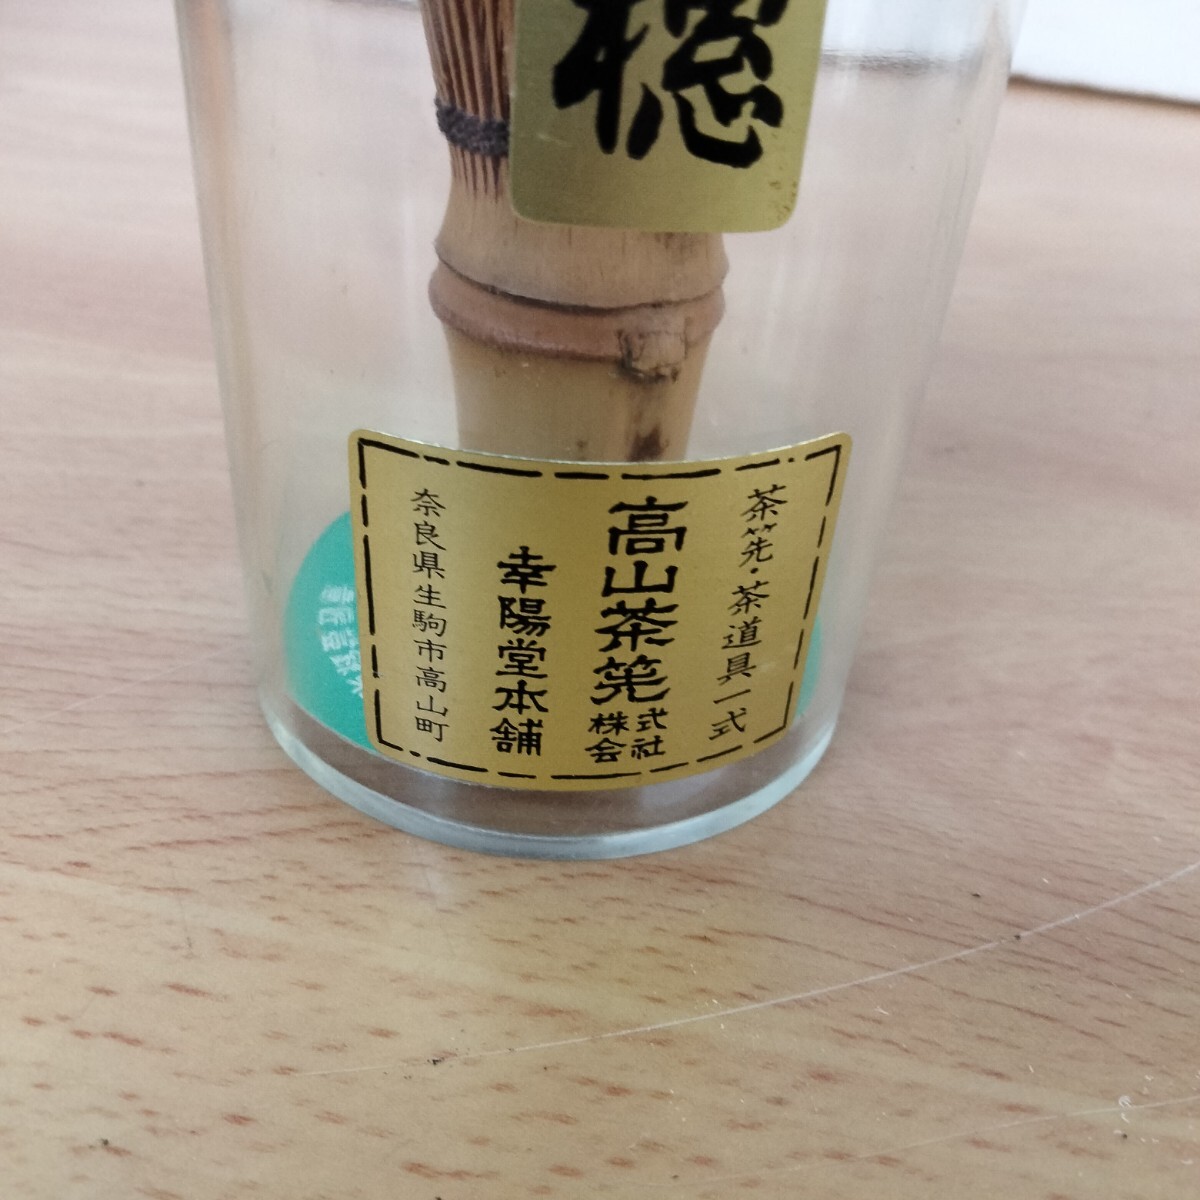 穂
茶筅・茶道具一式
高山茶筅株式会社
幸陽堂本舗
奈良県生駒市高山町